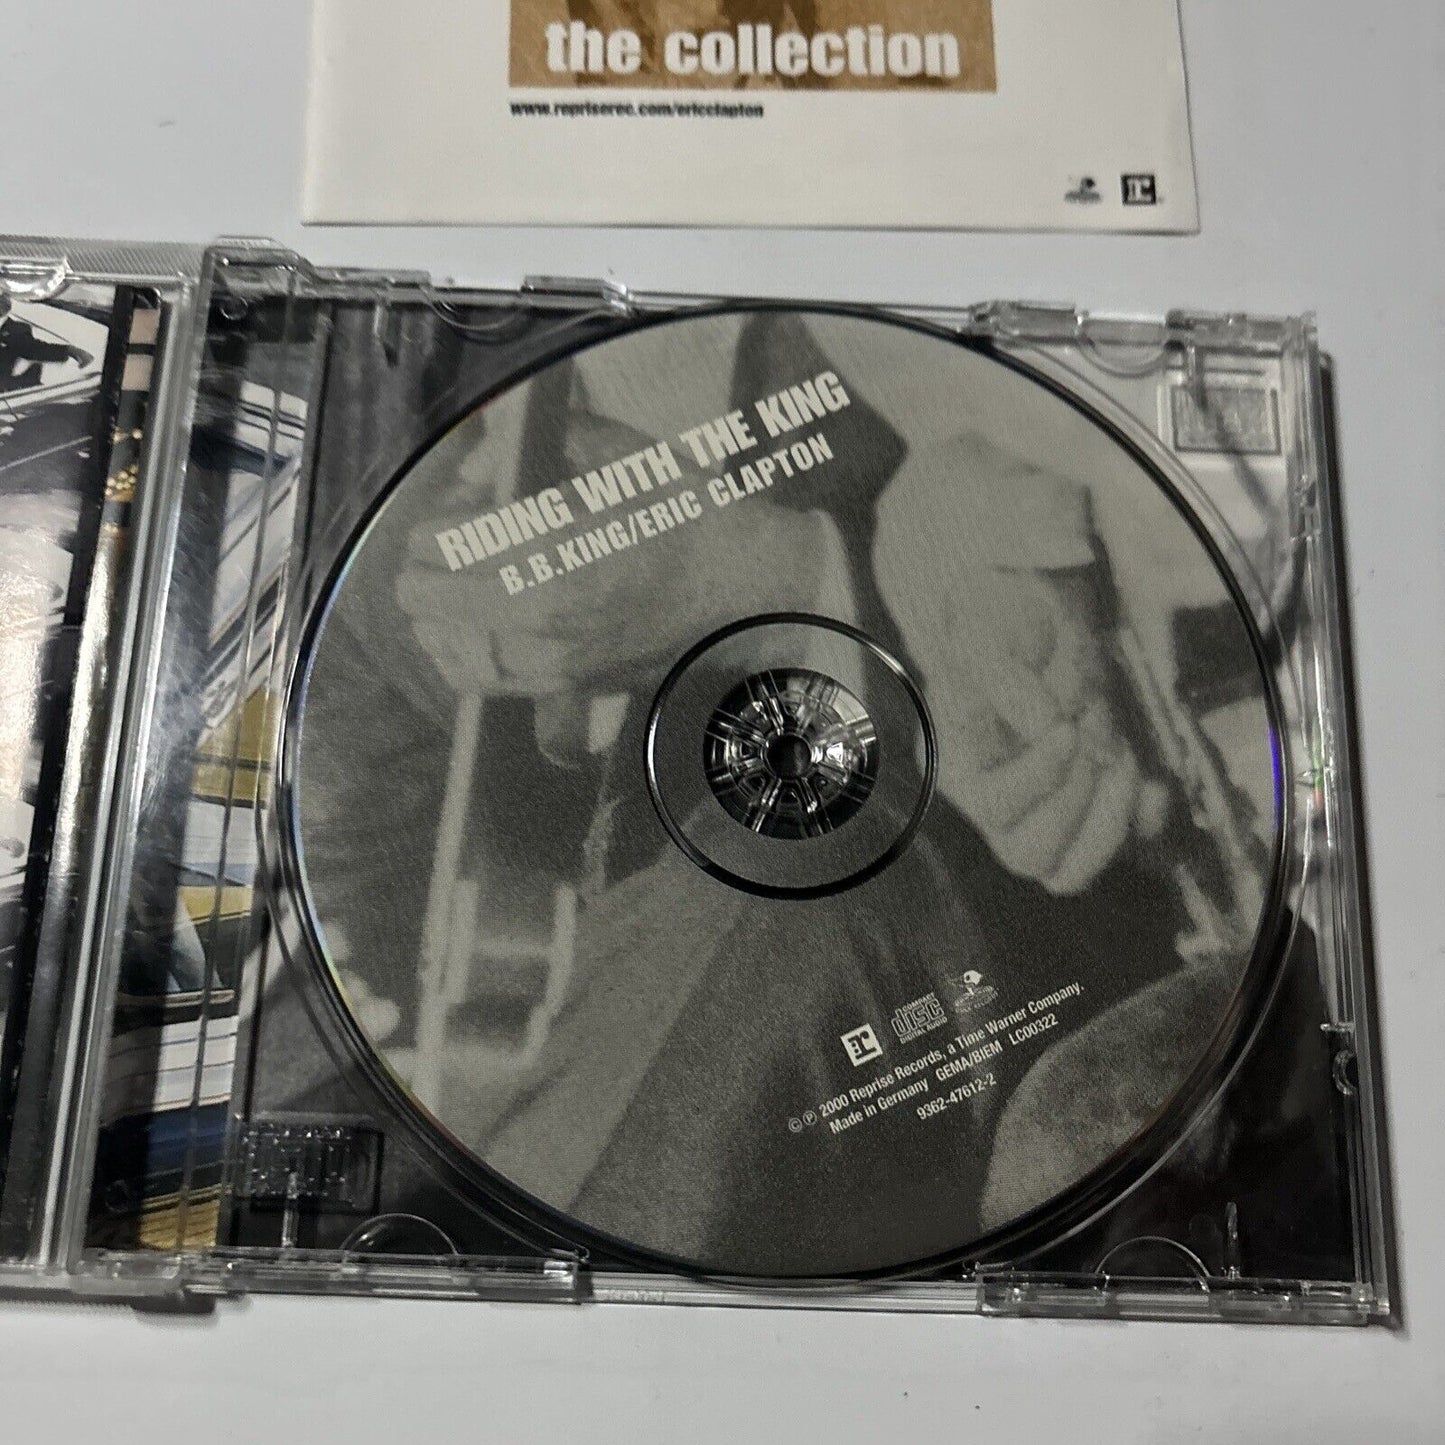 the collection
www.repriserec.com/ericclapton
RIDING WITH THE KING
B.B.KING/ERIC CLAPTON
COMPACT
disc
DIGITAL AUDIO
© ℗ 2000 Reprise Records, a Time Warner Company.
Made in Germany GEMA/BIEM LC00322
9362-47612-2